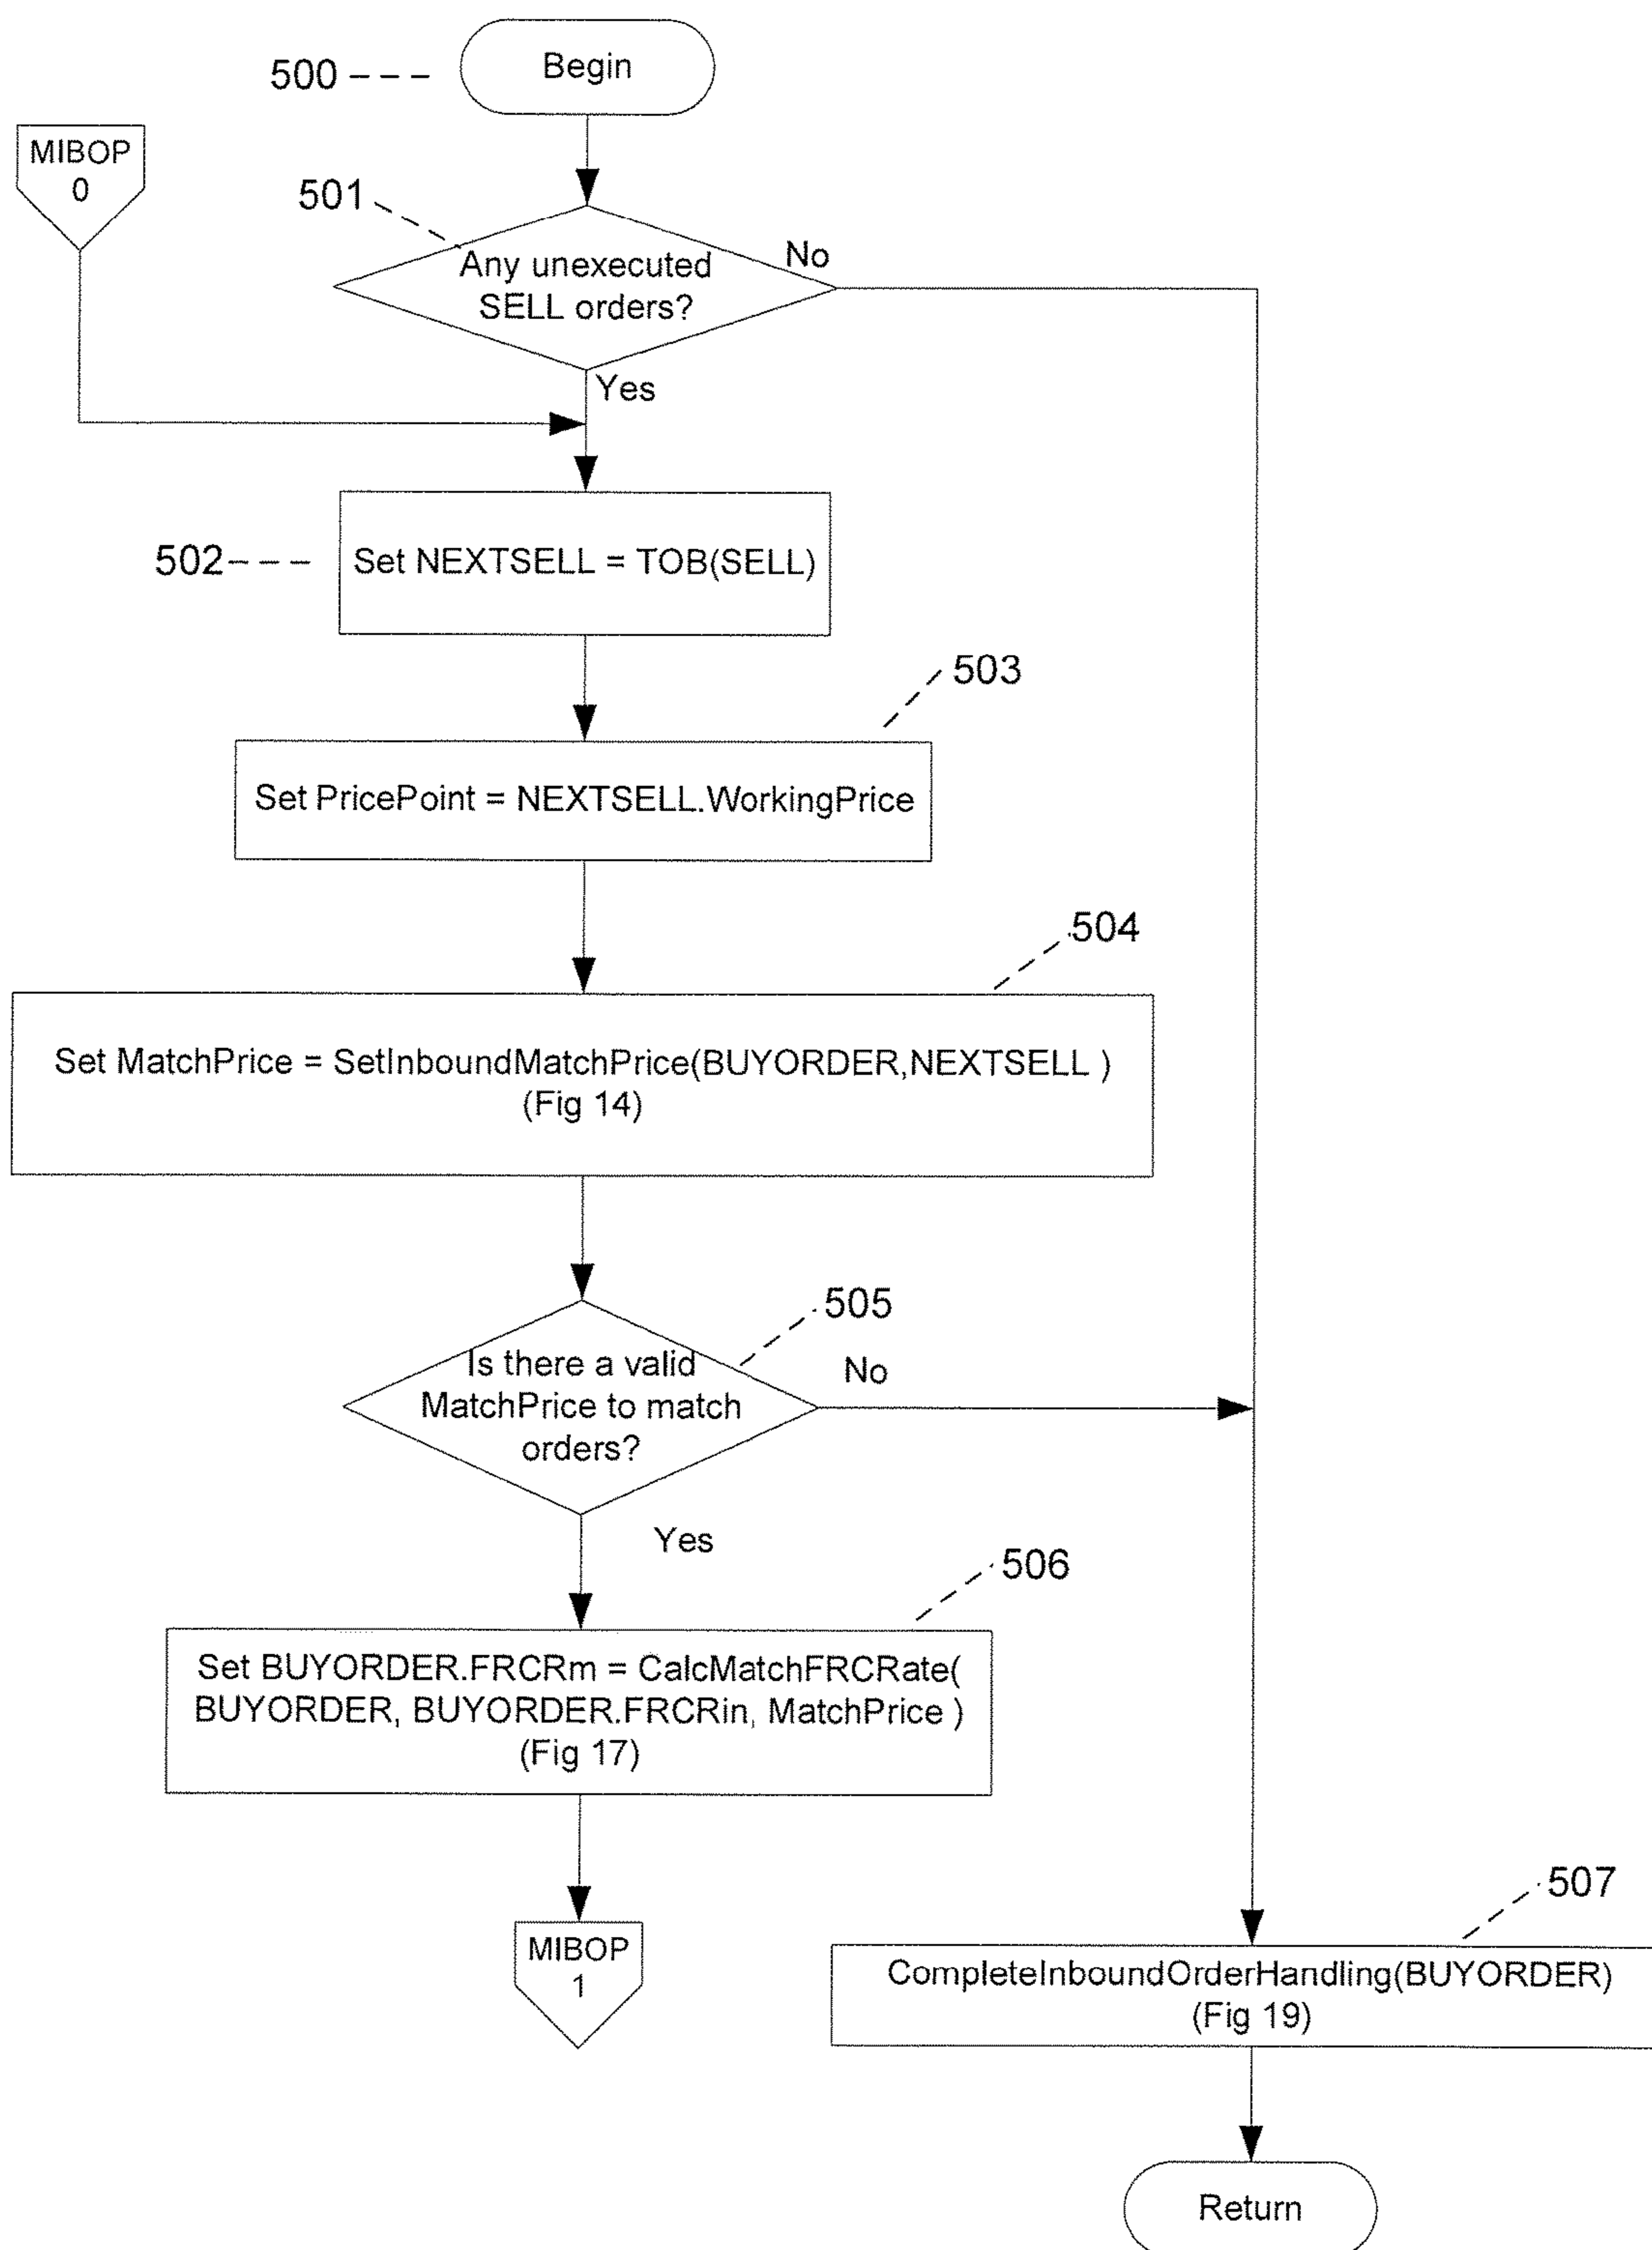 500
Begin
MIBOP
0
501
Any unexecuted
SELL orders?
No
Yes
502
Set NEXTSELL = TOB(SELL)
503
Set PricePoint = NEXTSELL.WorkingPrice
504
Set MatchPrice = SetInboundMatchPrice(BUYORDER,NEXTSELL )
(Fig 14)
505
Is there a valid
MatchPrice to match
orders?
No
Yes
506
Set BUYORDER.FRCRm = CalcMatchFRCRate(
BUYORDER, BUYORDER.FRCRin, MatchPrice )
(Fig 17)
507
MIBOP
1
CompleteInboundOrderHandling(BUYORDER)
(Fig 19)
Return